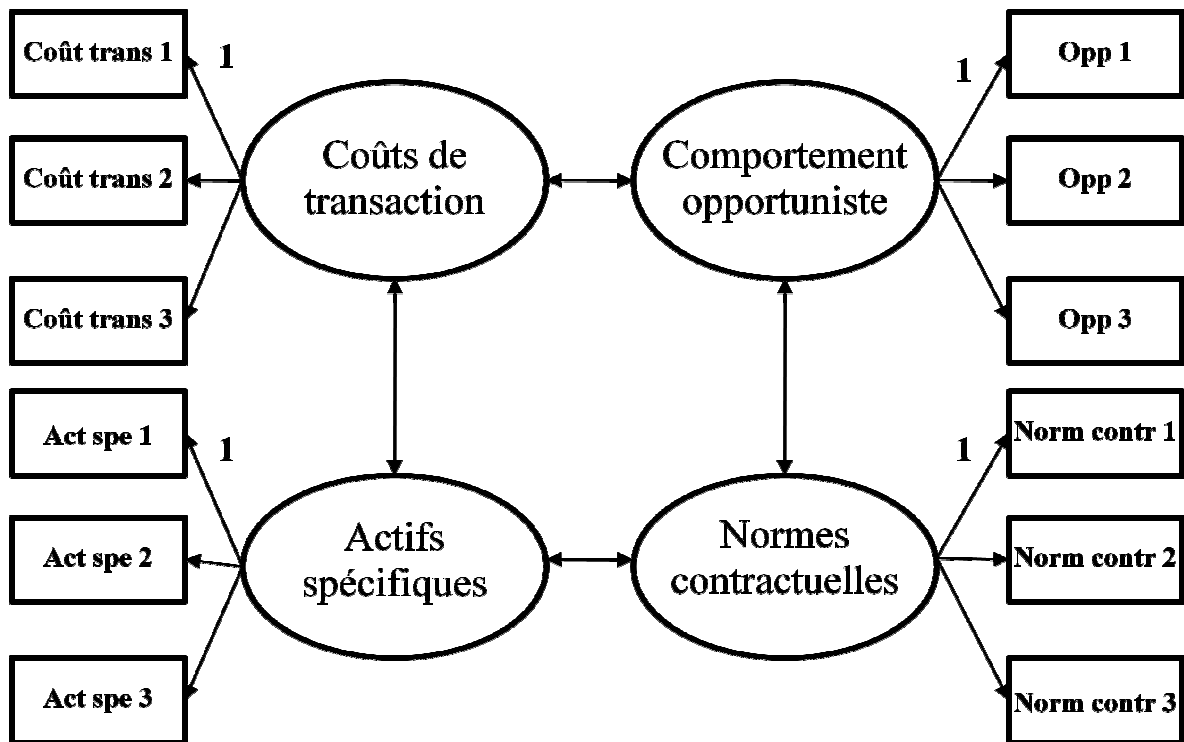 Coût trans 1
1
Coût trans 2
Coût trans 3
Coûts de
transaction
Comportement
opportuniste
1
Opp 1
Opp 2
Opp 3
Act spe 1
1
Act spe 2
Act spe 3
Actifs
spécifiques
Normes
contractuelles
1
Norm contr 1
Norm contr 2
Norm contr 3